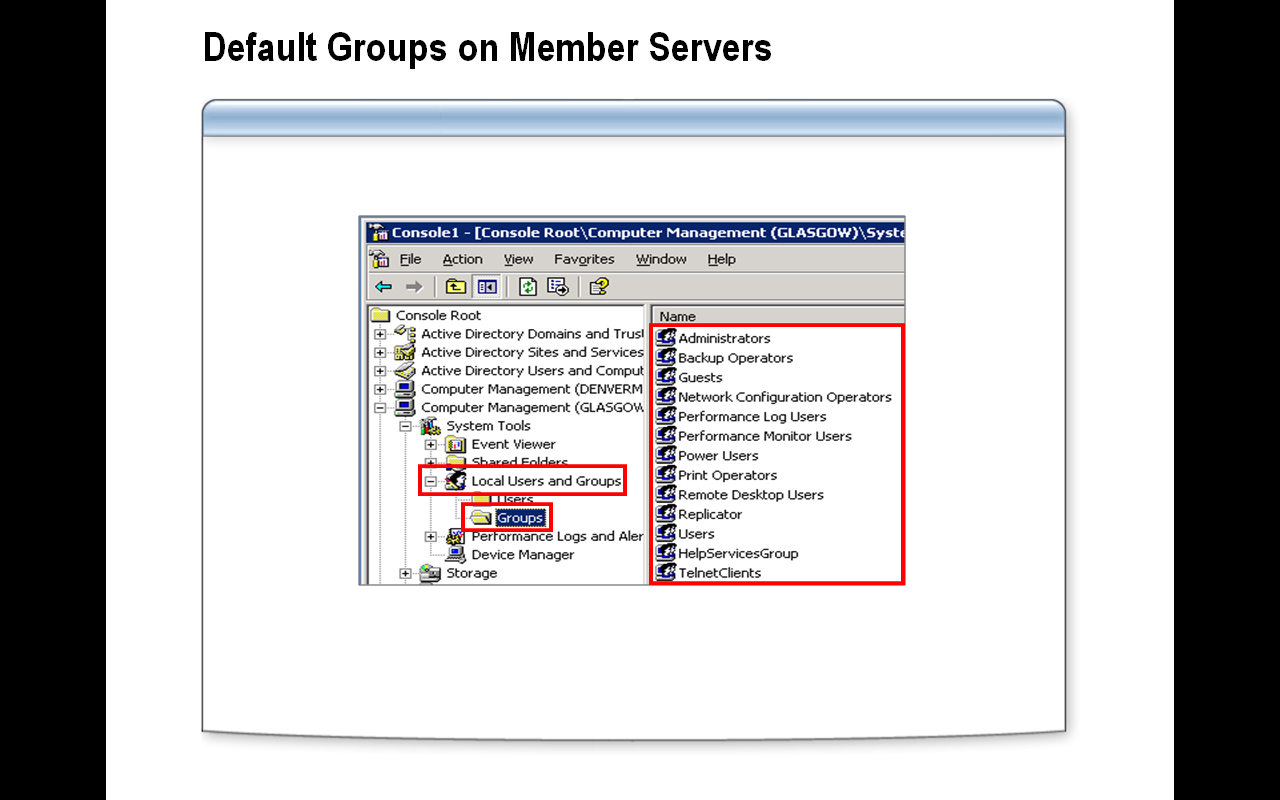 Default Groups on Member Servers
Console1 - [Console Root\Computer Management (GLASGOW)\Syste
File Action View Favorites Window Help
Console Root
Active Directory Domains and Trus
Active Directory Sites and Services
Active Directory Users and Comput
Computer Management (DENVERM
Computer Management (GLASGOW
System Tools
Event Viewer
Shared Folders
Local Users and Groups
Users
Groups
Performance Logs and Aler
Device Manager
Storage
Name
Administrators
Backup Operators
Guests
Network Configuration Operators
Performance Log Users
Performance Monitor Users
Power Users
Print Operators
Remote Desktop Users
Replicator
Users
HelpServicesGroup
TelnetClients